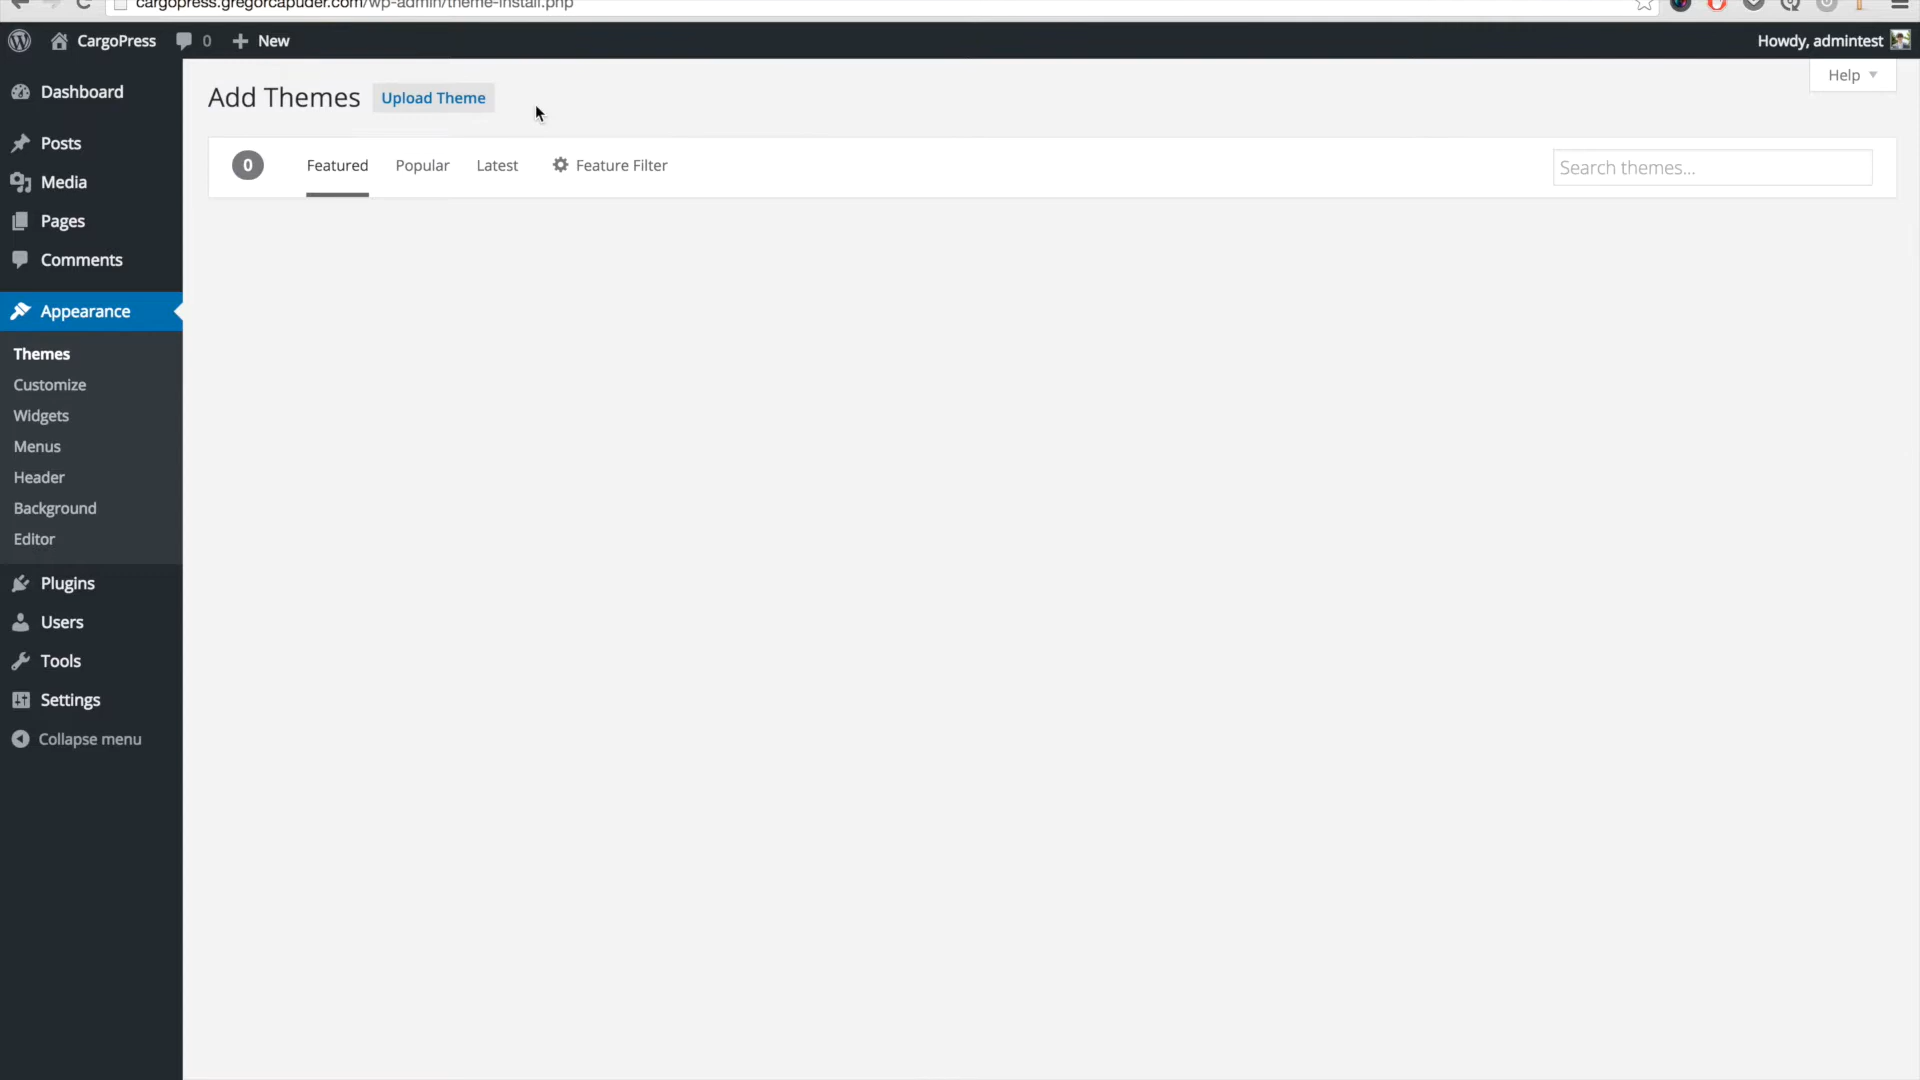 cargopress.gregorcapuder.com/wp-admin/theme-install.php
CargoPress 0 New Howdy, admintest
Help
Add Themes Upload Theme
0 Featured Popular Latest Feature Filter Search themes...
Dashboard
Posts
Media
Pages
Comments
Appearance
Themes
Customize
Widgets
Menus
Header
Background
Editor
Plugins
Users
Tools
Settings
Collapse menu